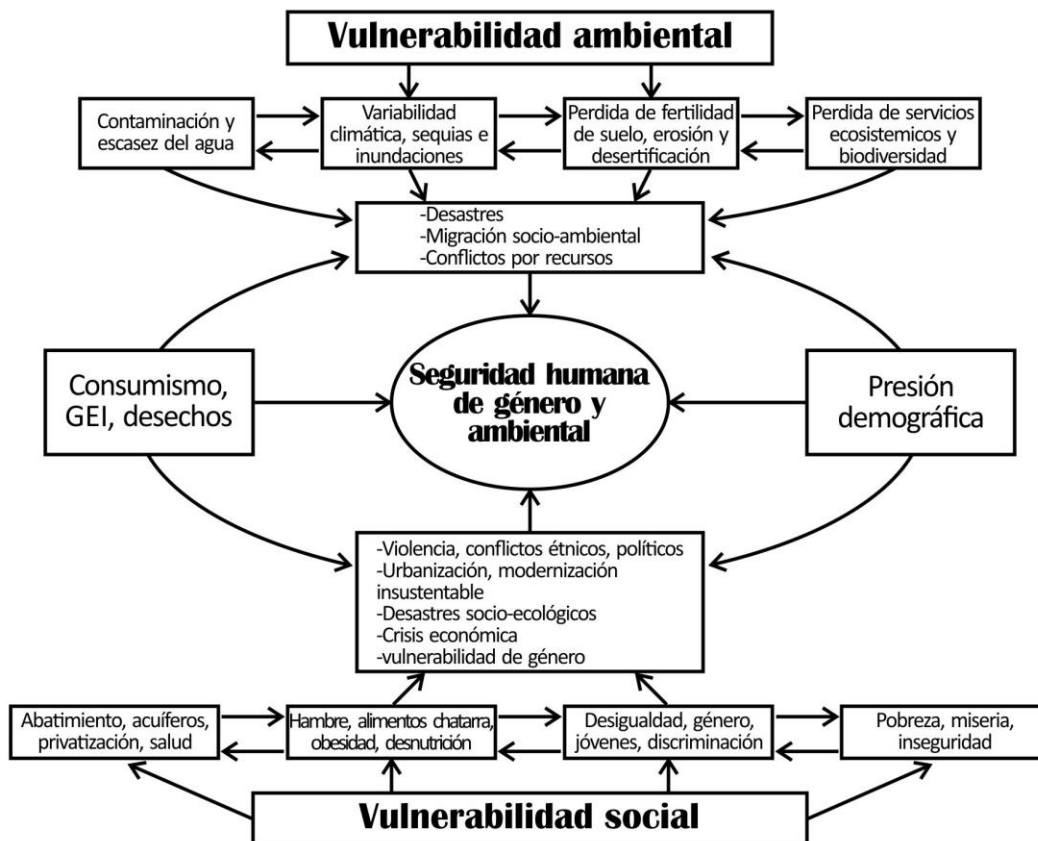 Vulnerabilidad ambiental
Contaminación y
escasez del agua
Variabilidad
climática, sequias e
inundaciones
Perdida de fertilidad
de suelo, erosión y
desertificación
Perdida de servicios
ecosistemicos y
biodiversidad
-Desastres
-Migración socio-ambiental
-Conflictos por recursos
Consumismo,
GEI, desechos
Seguridad humana
de género y
ambiental
Presión
demográfica
-Violencia, conflictos étnicos, políticos
-Urbanización, modernización
insustentable
-Desastres socio-ecológicos
-Crisis económica
-vulnerabilidad de género
Abatimiento, acuíferos,
privatización, salud
Hambre, alimentos chatarra,
obesidad, desnutrición
Desigualdad, género,
jóvenes, discriminación
Pobreza, miseria,
inseguridad
Vulnerabilidad social